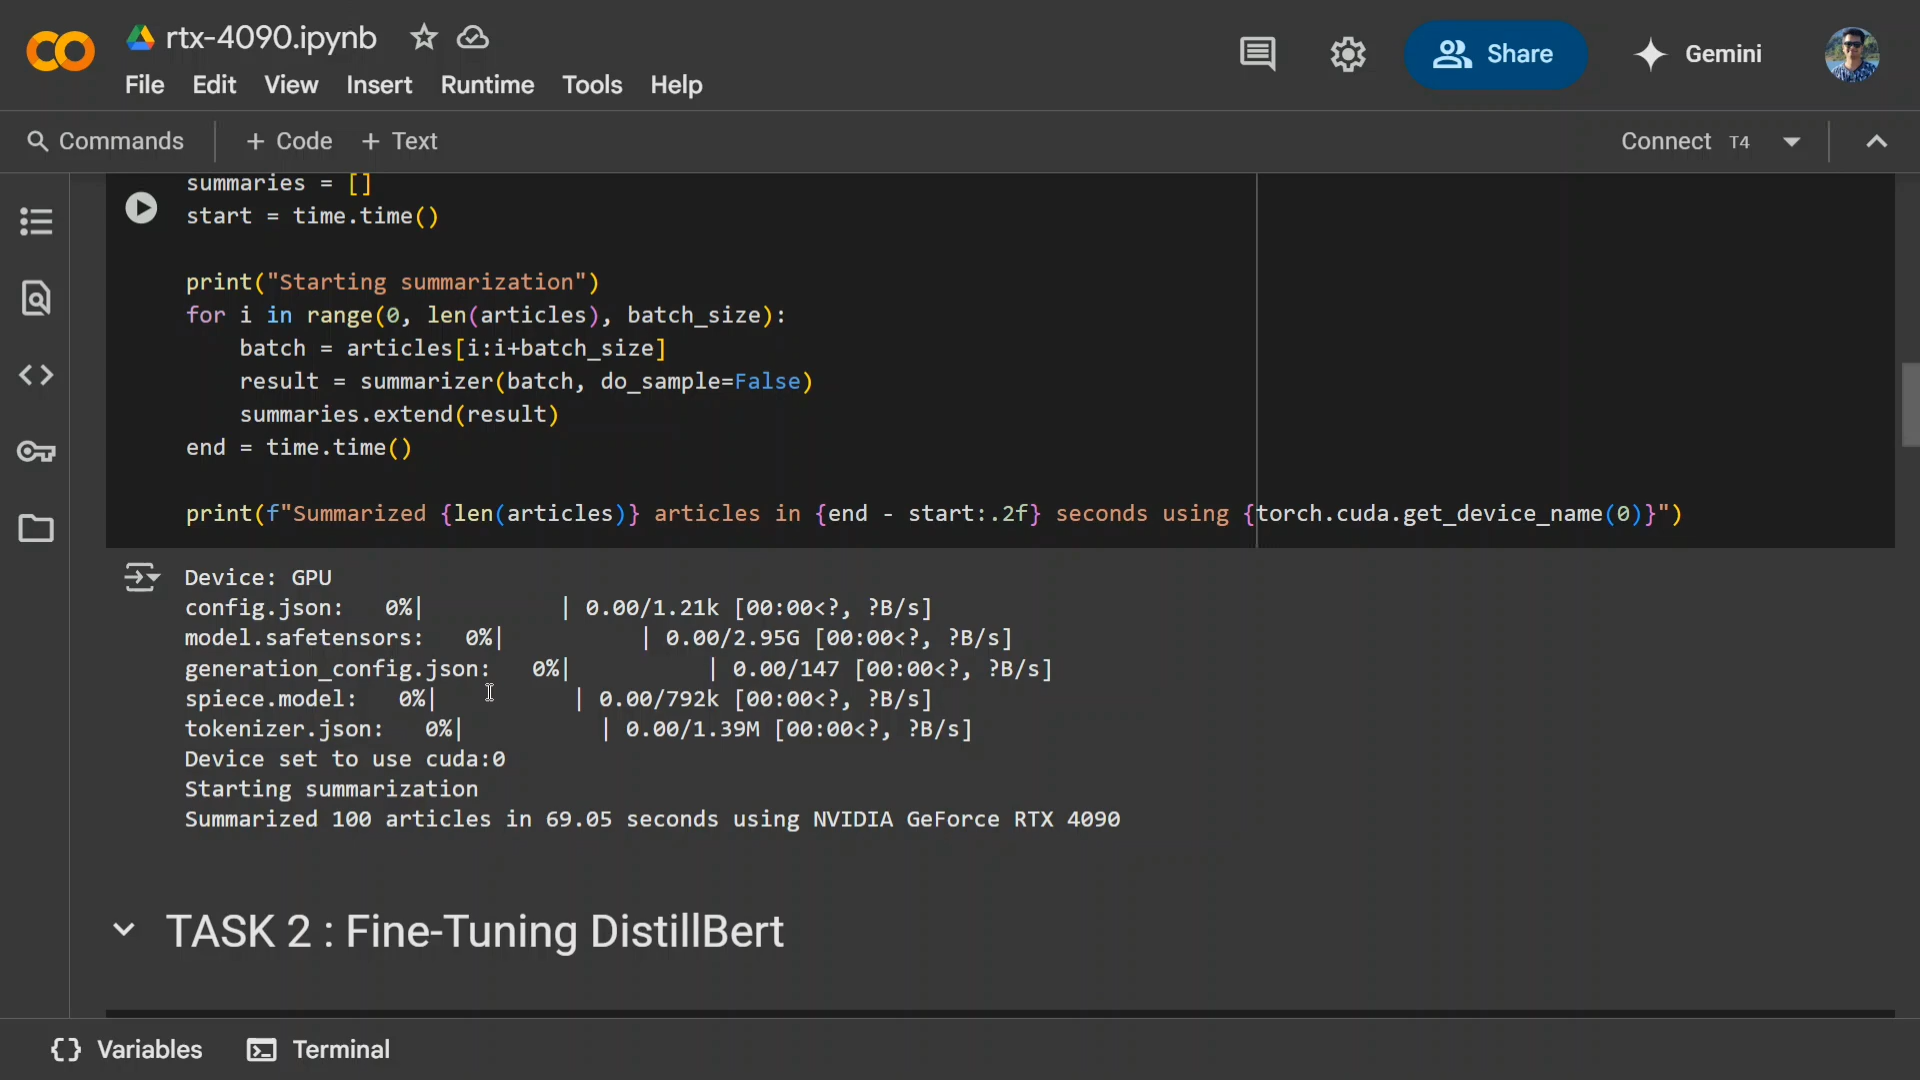 rtx-4090.ipynb
File Edit View Insert Runtime Tools Help
Share
Gemini
Commands + Code + Text
Connect T4
summaries = []
start = time.time()
print("Starting summarization")
for i in range(0, len(articles), batch_size):
    batch = articles[i:i+batch_size]
    result = summarizer(batch, do_sample=False)
    summaries.extend(result)
end = time.time()
print(f"Summarized {len(articles)} articles in {end - start:.2f} seconds using {torch.cuda.get_device_name(0)}")
Device: GPU
config.json:   0%|          | 0.00/1.21k [00:00<?, ?B/s]
model.safetensors:   0%|          | 0.00/2.95G [00:00<?, ?B/s]
generation_config.json:   0%|          | 0.00/147 [00:00<?, ?B/s]
spiece.model:   0%|          | 0.00/792k [00:00<?, ?B/s]
tokenizer.json:   0%|          | 0.00/1.39M [00:00<?, ?B/s]
Device set to use cuda:0
Starting summarization
Summarized 100 articles in 69.05 seconds using NVIDIA GeForce RTX 4090
TASK 2 : Fine-Tuning DistillBert
Variables Terminal